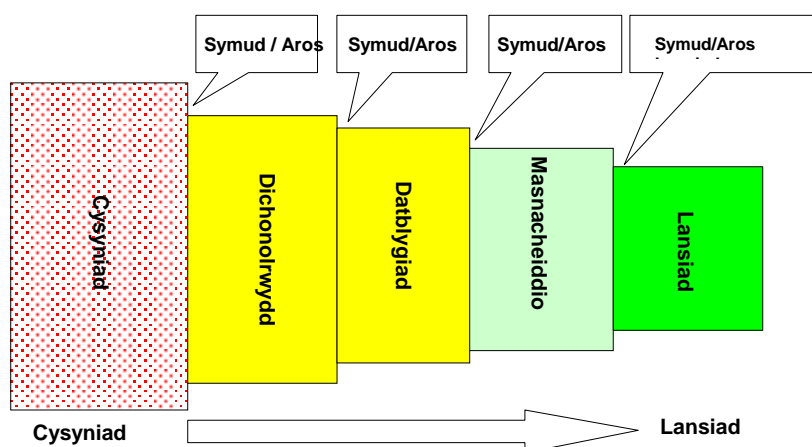 Symud / Aros
Symud/Aros
Symud/Aros
Symud/Aros
Cysyniad
Dichonolrwydd
Datblygiad
Masnacheiddio
Lansiad
Cysyniad
Lansiad